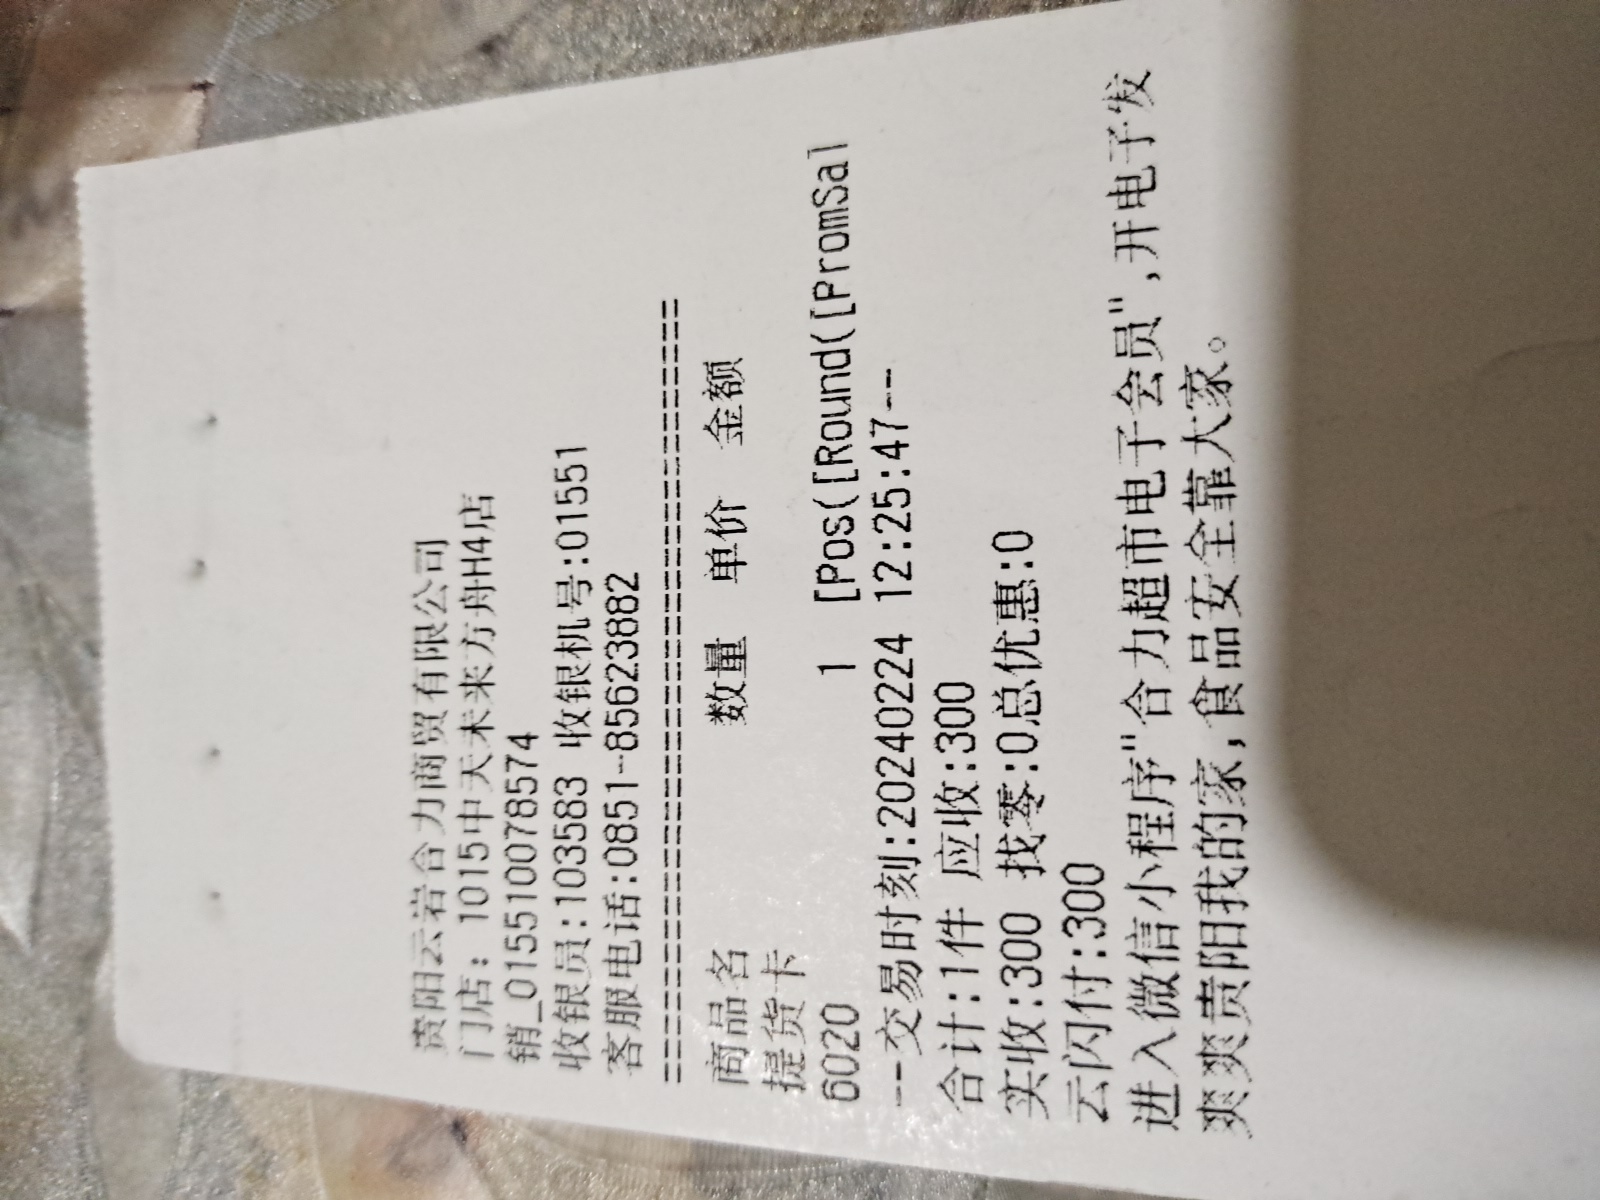 贵阳云岩合力商贸有限公司
门店：1015中天未来方舟H4店
销_015510078574
收银员:103583 收银机号:01551
客服电话:0851-85623882
========================================
商品名 数量 单价 金额
提货卡
6020 1 [Pos([Round([PromSal
--交易时刻:20240224 12:25:47--
合计:1件 应收:300
实收:300 找零:0总优惠:0
云闪付:300
进入微信小程序"合力超市电子会员",开电子发
爽爽贵阳我的家,食品安全靠大家。